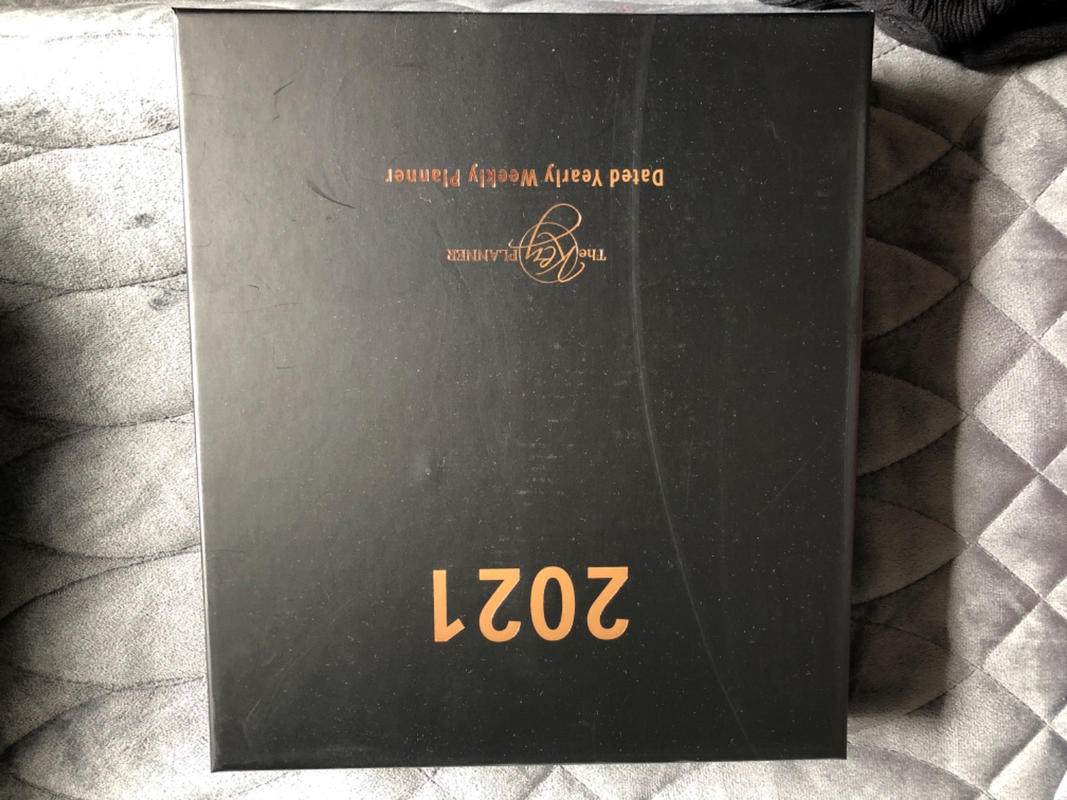 2021
The Key PLANNER
Dated Yearly Weekly Planner